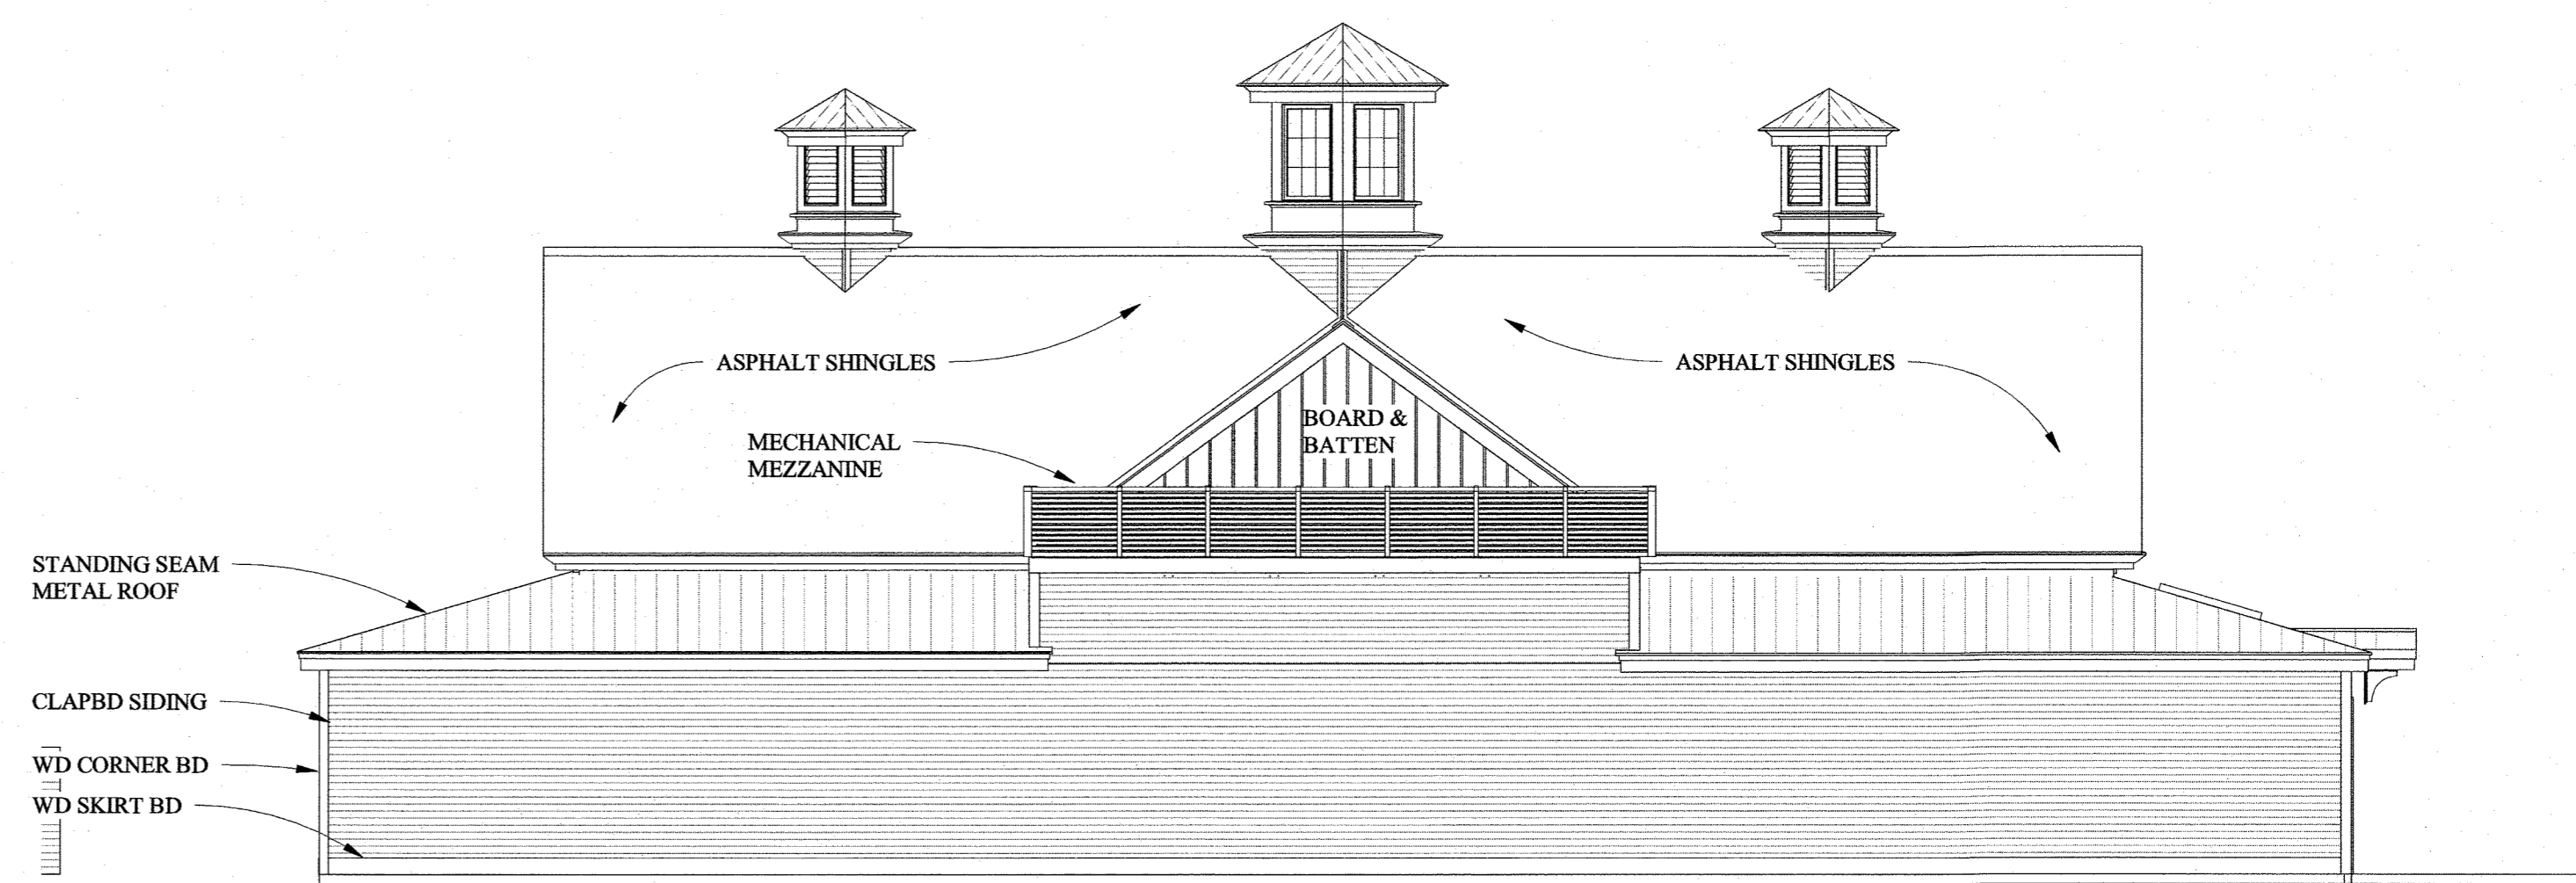 ASPHALT SHINGLES
ASPHALT SHINGLES
BOARD &
BATTEN
MECHANICAL
MEZZANINE
STANDING SEAM
METAL ROOF
CLAPBD SIDING
WD CORNER BD
WD SKIRT BD